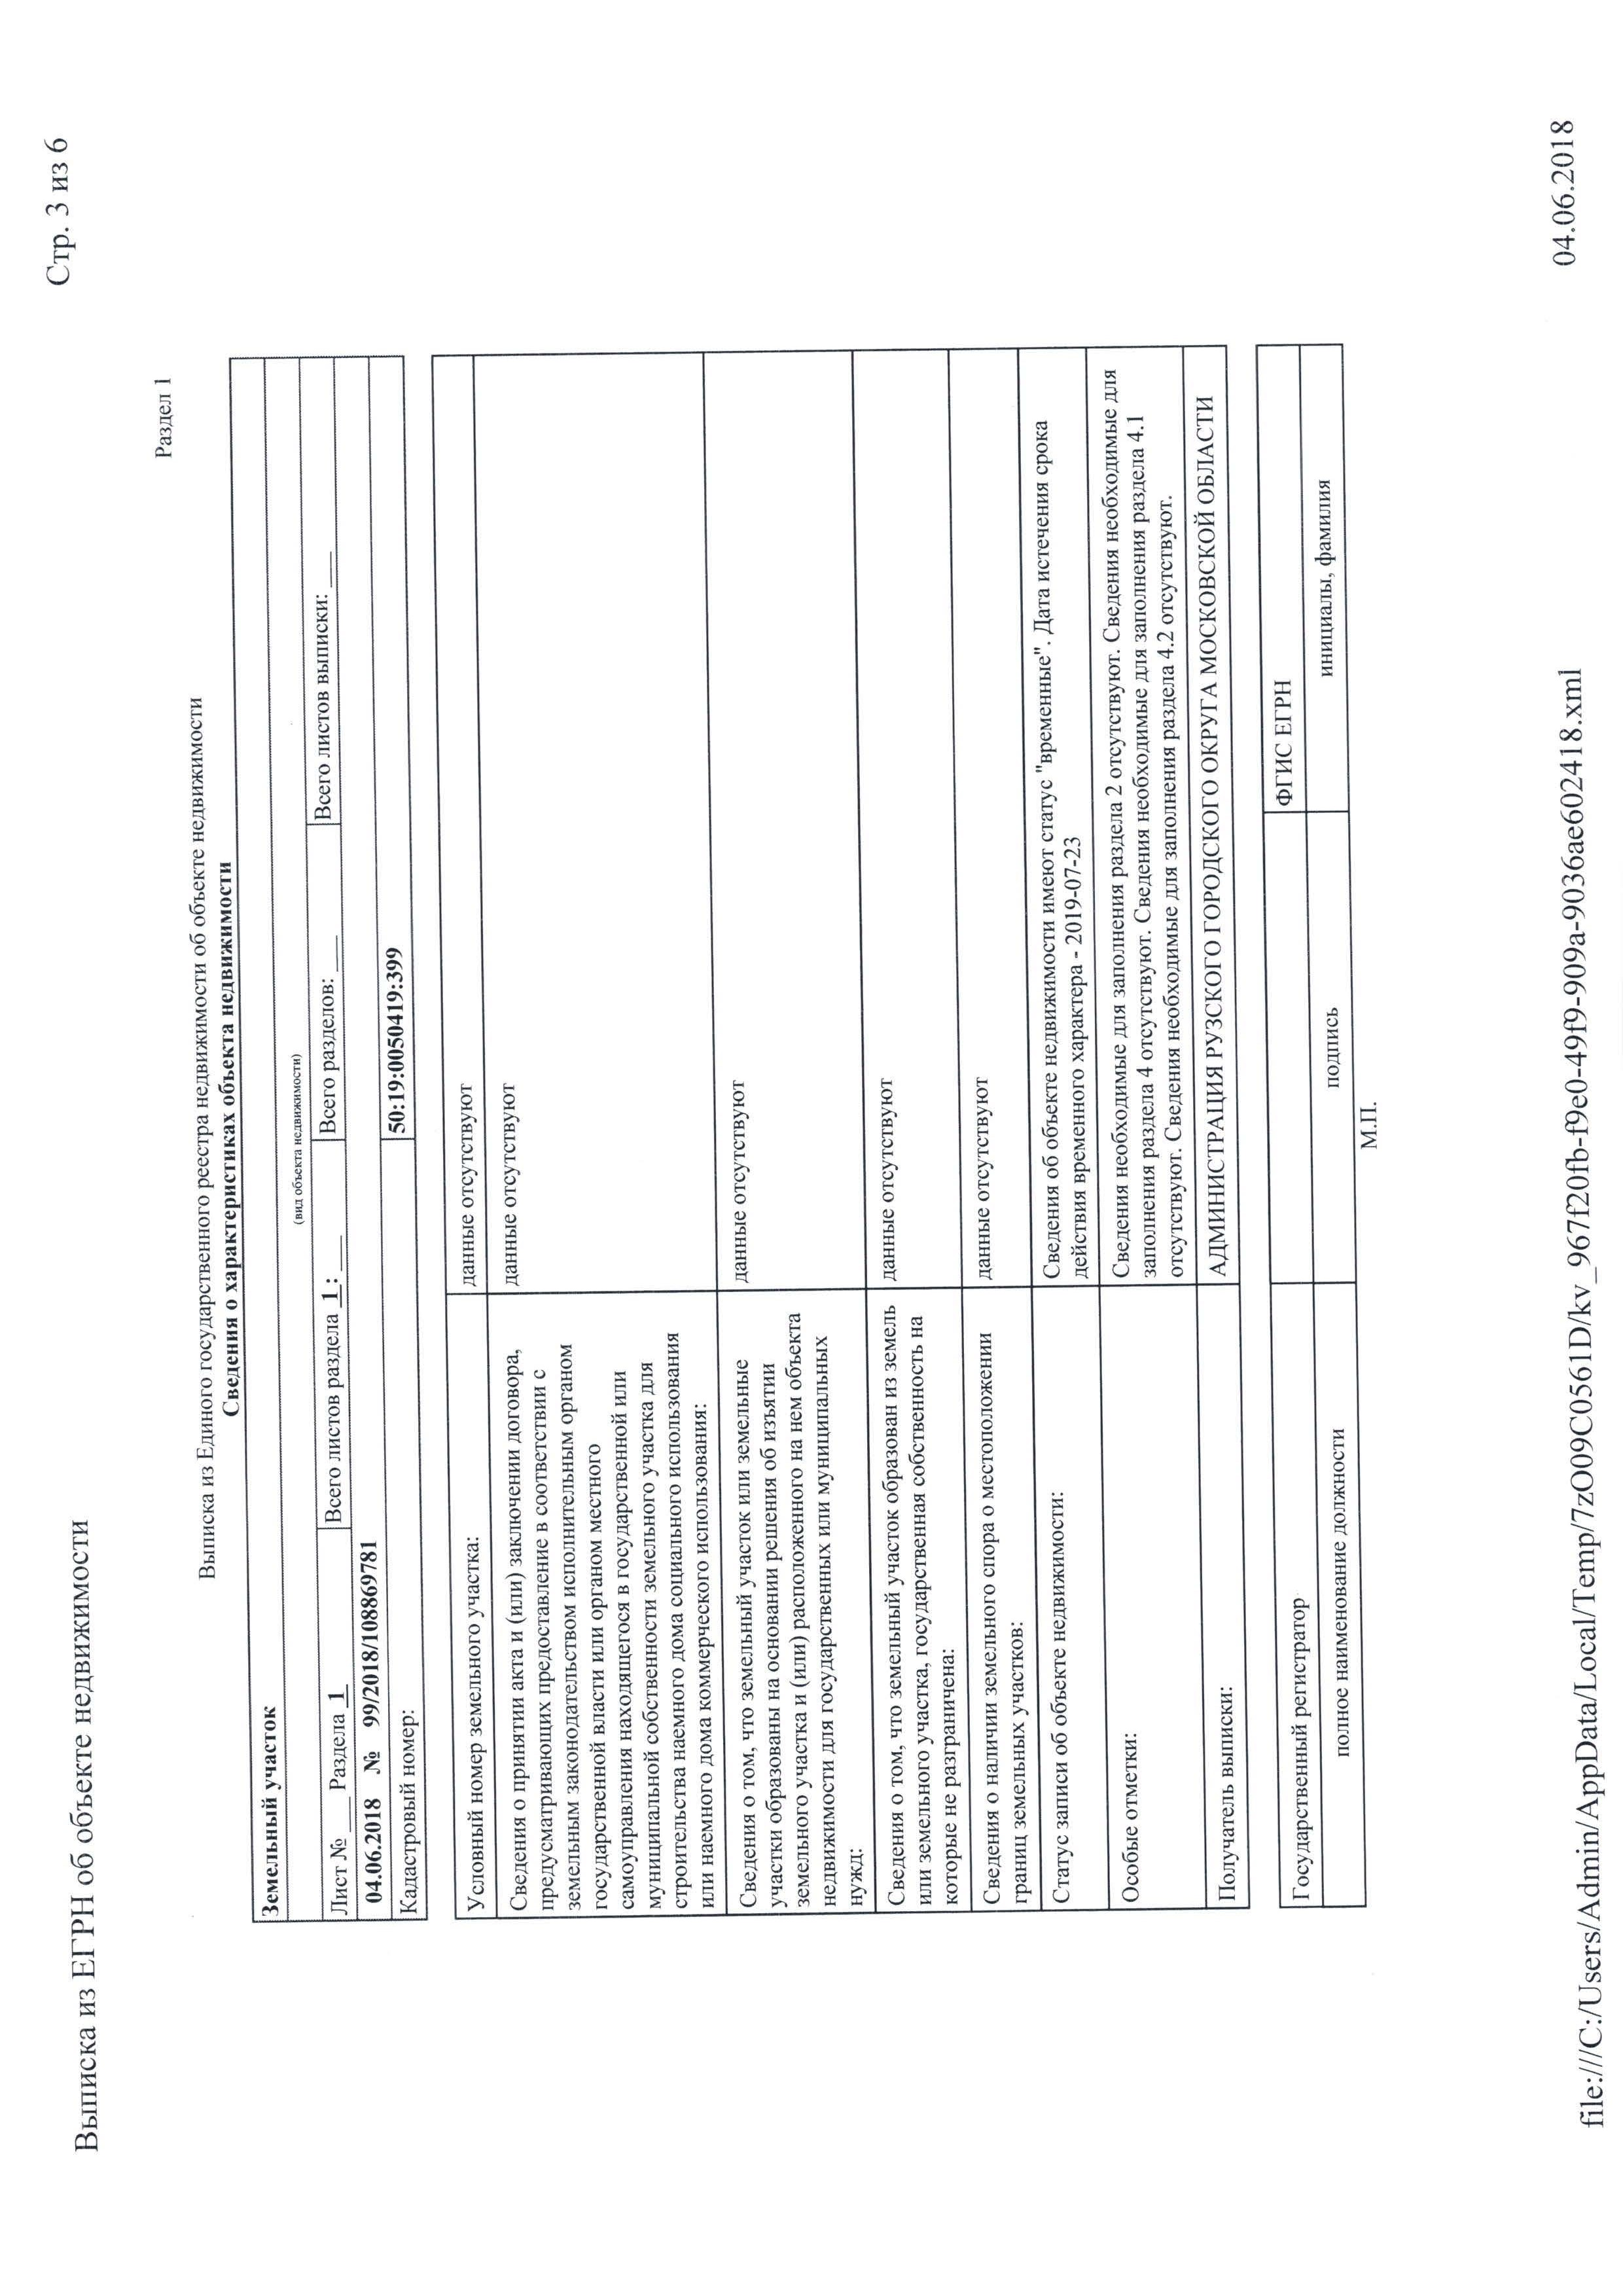 Выписка из ЕГРН об объекте недвижимости
Стр. 3 из 6
Раздел 1
Выписка из Единого государственного реестра недвижимости об объекте недвижимости
Сведения о характеристиках объекта недвижимости
Земельный участок
(вид объекта недвижимости)
Лист № ___ Раздела 1
Всего листов раздела 1: ___
Всего разделов: ___
Всего листов выписки: ___
04.06.2018 № 99/2018/108869781
Кадастровый номер:
50:19:0050419:399
Условный номер земельного участка:
данные отсутствуют
Сведения о принятии акта и (или) заключении договора,
предусматривающих предоставление в соответствии с
земельным законодательством исполнительным органом
государственной власти или органом местного
самоуправления находящегося в государственной или
муниципальной собственности земельного участка для
строительства наемного дома социального использования
или наемного дома коммерческого использования:
данные отсутствуют
Сведения о том, что земельный участок или земельные
участки образованы на основании решения об изъятии
земельного участка и (или) расположенного на нем объекта
недвижимости для государственных или муниципальных
нужд:
данные отсутствуют
Сведения о том, что земельный участок образован из земель
или земельного участка, государственная собственность на
которые не разграничена:
данные отсутствуют
Сведения о наличии земельного спора о местоположении
границ земельных участков:
данные отсутствуют
Статус записи об объекте недвижимости:
Сведения об объекте недвижимости имеют статус "временные". Дата истечения срока
действия временного характера - 2019-07-23
Особые отметки:
Сведения необходимые для заполнения раздела 2 отсутствуют. Сведения необходимые для
заполнения раздела 4 отсутствуют. Сведения необходимые для заполнения раздела 4.1
отсутствуют. Сведения необходимые для заполнения раздела 4.2 отсутствуют.
Получатель выписки:
АДМИНИСТРАЦИЯ РУЗСКОГО ГОРОДСКОГО ОКРУГА МОСКОВСКОЙ ОБЛАСТИ
Государственный регистратор
ФГИС ЕГРН
полное наименование должности
подпись
инициалы, фамилия
М.П.
file:///C:/Users/Admin/AppData/Local/Temp/7zO09C0561D/kv_967f20fb-f9e0-49f9-909a-9036ae602418.xml
04.06.2018